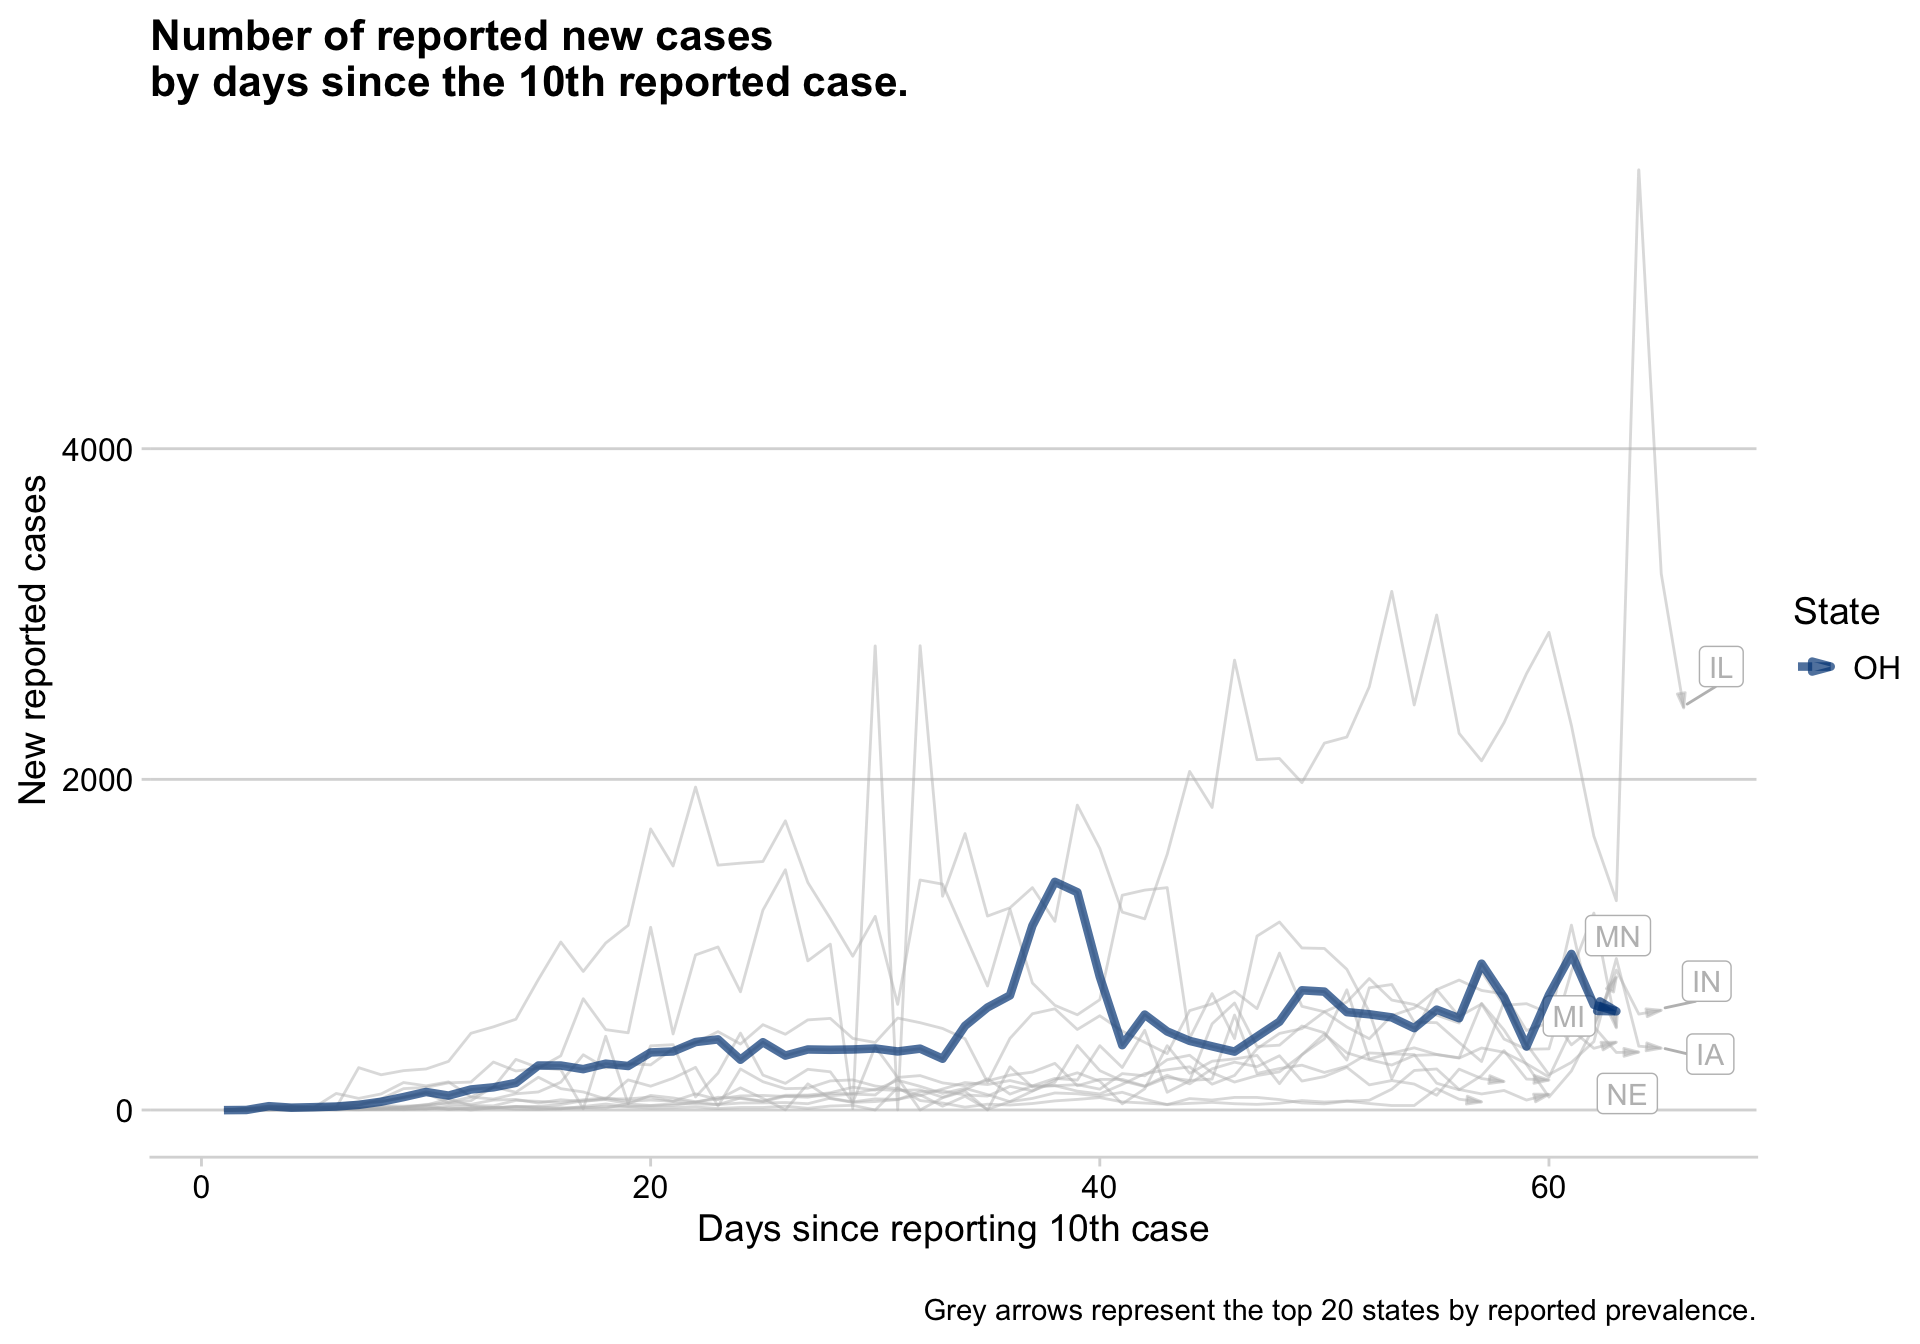 Number of reported new cases
by days since the 10th reported case.
New reported cases
4000
2000
0
0
20
40
60
Days since reporting 10th case
IL
MN
IN
MI
IA
NE
State
OH
Grey arrows represent the top 20 states by reported prevalence.